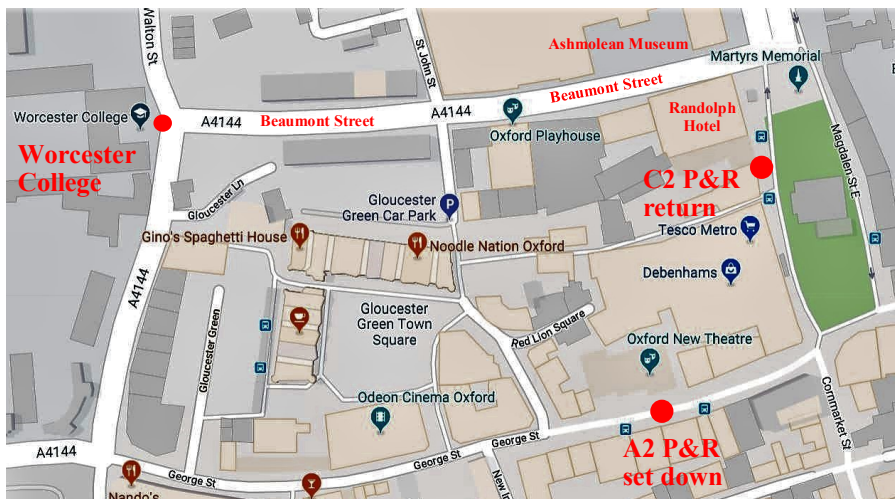 Walton St
St John St
Ashmolean Museum
Martyrs Memorial
Beaumont Street
Worcester College
A4144
Beaumont Street
A4144
Oxford Playhouse
Randolph
Hotel
Magdalen St E
Worcester
College
C2 P&R
return
Gloucester Ln
Gloucester
Green Car Park
P
Tesco Metro
Gino's Spaghetti House
Noodle Nation Oxford
Debenhams
A4144
Gloucester
Green Town
Square
Red Lion Square
Gloucester Green
Oxford New Theatre
Odeon Cinema Oxford
Cornmarket St
George St
A2 P&R
set down
A4144
George St
George St
Nando's
New In